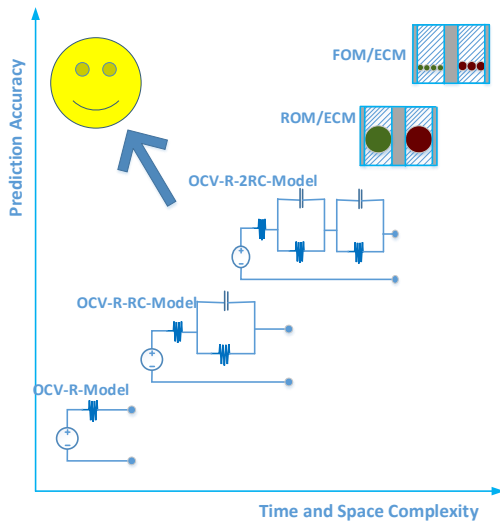 FOM/ECM
ROM/ECM
Prediction Accuracy
OCV-R-2RC-Model
OCV-R-RC-Model
OCV-R-Model
Time and Space Complexity